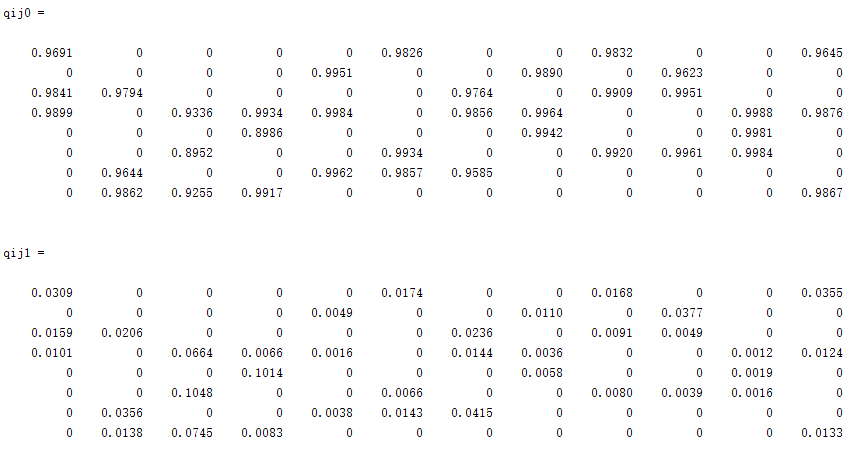 qij0 =
0.9691 0 0 0 0 0.9826 0 0 0.9832 0 0 0.9645
0 0 0 0 0.9951 0 0 0.9890 0 0.9623 0 0
0.9841 0.9794 0 0 0 0 0.9764 0 0.9909 0.9951 0 0
0.9899 0 0.9336 0.9934 0.9984 0 0.9856 0.9964 0 0 0.9988 0.9876
0 0 0 0.8986 0 0 0 0.9942 0 0 0.9981 0
0 0 0.8952 0 0 0.9934 0 0 0.9920 0.9961 0.9984 0
0 0.9644 0 0 0.9962 0.9857 0.9585 0 0 0 0 0
0 0.9862 0.9255 0.9917 0 0 0 0 0 0 0 0.9867
qij1 =
0.0309 0 0 0 0 0.0174 0 0 0.0168 0 0 0.0355
0 0 0 0 0.0049 0 0 0.0110 0 0.0377 0 0
0.0159 0.0206 0 0 0 0 0.0236 0 0.0091 0.0049 0 0
0.0101 0 0.0664 0.0066 0.0016 0 0.0144 0.0036 0 0 0.0012 0.0124
0 0 0 0.1014 0 0 0 0.0058 0 0 0.0019 0
0 0 0.1048 0 0 0.0066 0 0 0.0080 0.0039 0.0016 0
0 0.0356 0 0 0.0038 0.0143 0.0415 0 0 0 0 0
0 0.0138 0.0745 0.0083 0 0 0 0 0 0 0 0.0133